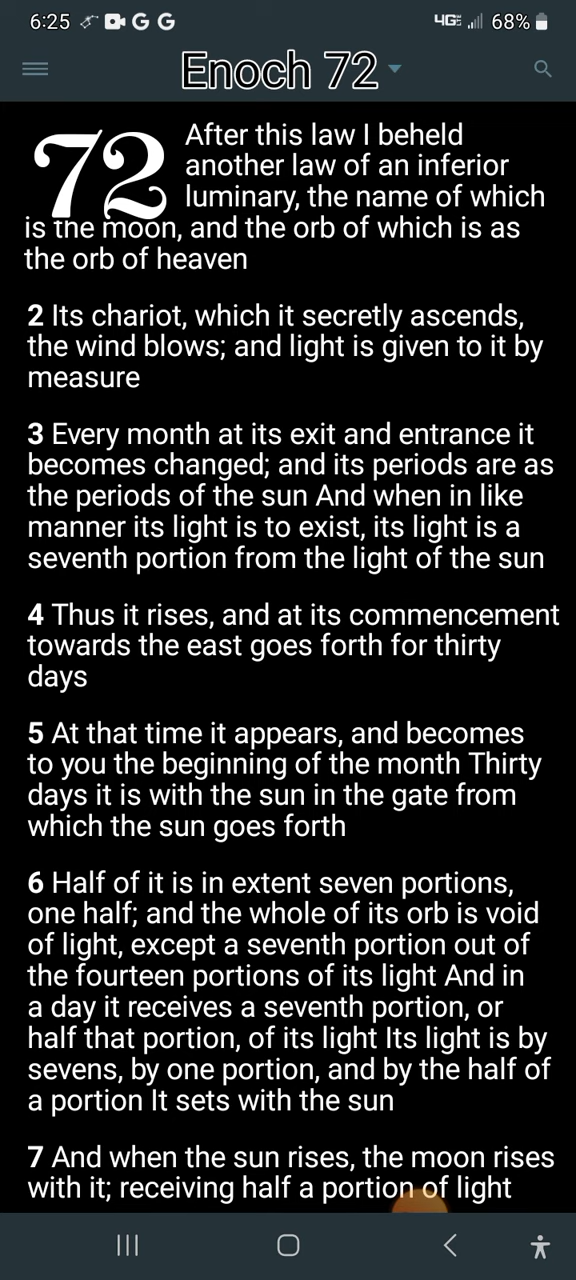 6:25 G G 4GE 68%
Enoch 72
72 After this law I beheld
another law of an inferior
luminary, the name of which
is the moon, and the orb of which is as
the orb of heaven
2 Its chariot, which it secretly ascends,
the wind blows; and light is given to it by
measure
3 Every month at its exit and entrance it
becomes changed; and its periods are as
the periods of the sun And when in like
manner its light is to exist, its light is a
seventh portion from the light of the sun
4 Thus it rises, and at its commencement
towards the east goes forth for thirty
days
5 At that time it appears, and becomes
to you the beginning of the month Thirty
days it is with the sun in the gate from
which the sun goes forth
6 Half of it is in extent seven portions,
one half; and the whole of its orb is void
of light, except a seventh portion out of
the fourteen portions of its light And in
a day it receives a seventh portion, or
half that portion, of its light Its light is by
sevens, by one portion, and by the half of
a portion It sets with the sun
7 And when the sun rises, the moon rises
with it; receiving half a portion of light